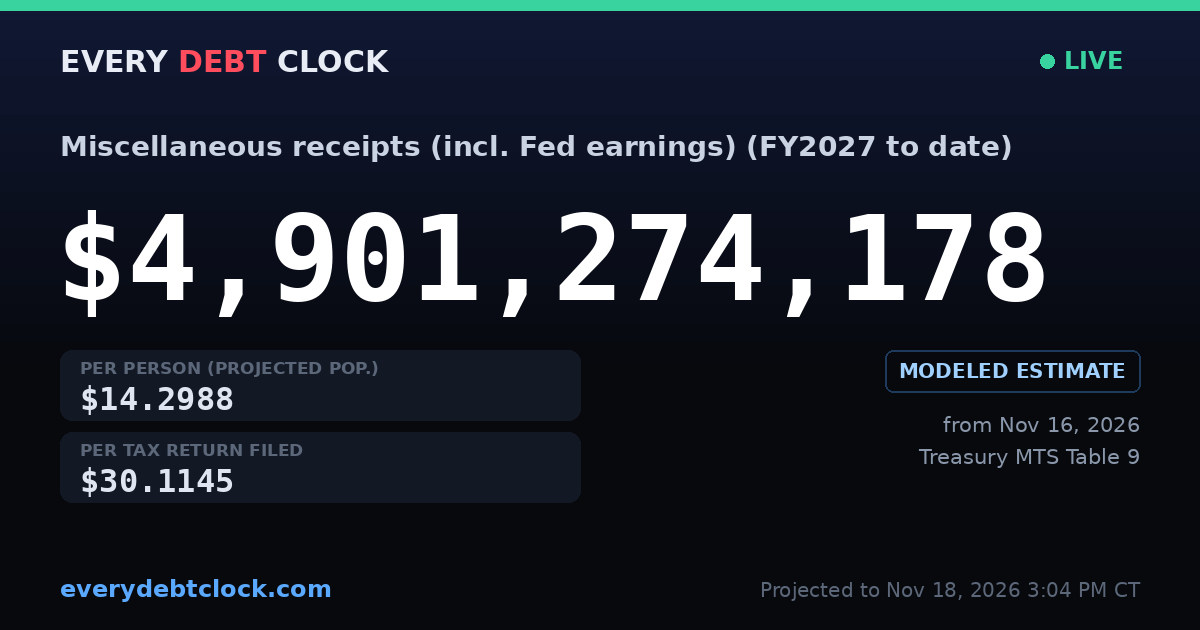 EVERY DEBT CLOCK
LIVE
Miscellaneous receipts (incl. Fed earnings) (FY2027 to date)
$4,901,274,178
PER PERSON (PROJECTED POP.)
$14.2988
PER TAX RETURN FILED
$30.1145
MODELED ESTIMATE
from Nov 16, 2026
Treasury MTS Table 9
everydebtclock.com
Projected to Nov 18, 2026 3:04 PM CT